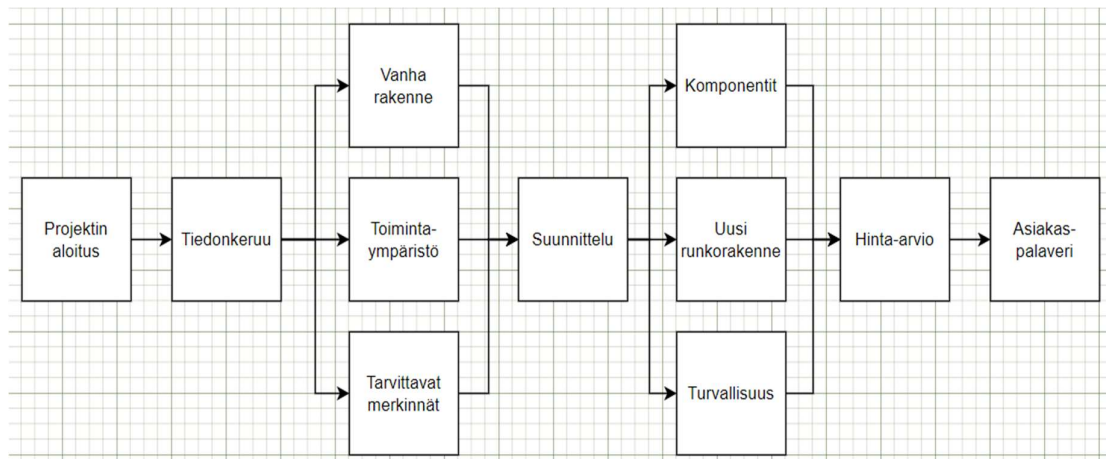 Projektin
aloitus
Tiedonkeruu
Vanha
rakenne
Toiminta-
ympäristö
Tarvittavat
merkinnät
Suunnittelu
Komponentit
Uusi
runkorakenne
Turvallisuus
Hinta-arvio
Asiakas-
palaveri